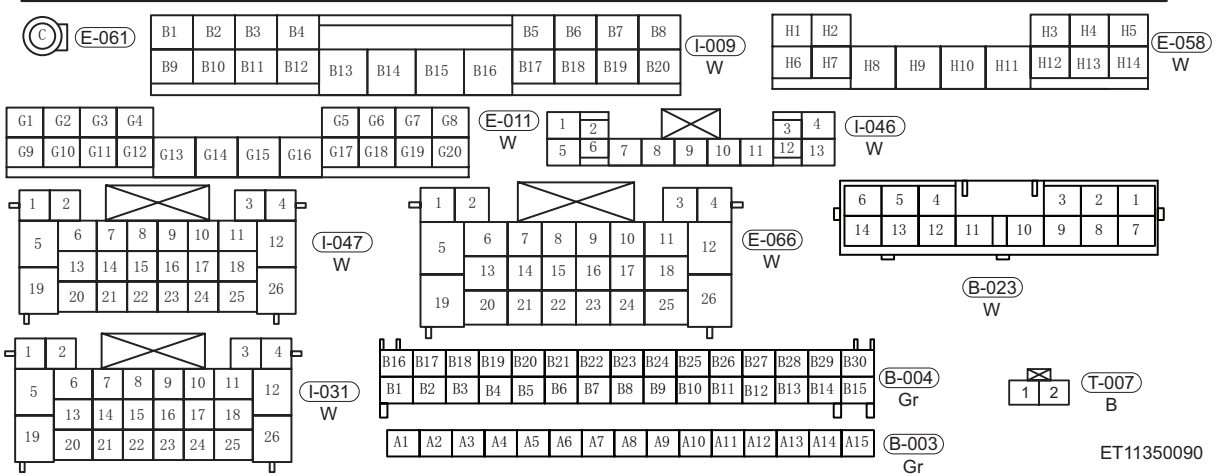 C E-061
B1 B2 B3 B4 B5 B6 B7 B8
B9 B10 B11 B12 B13 B14 B15 B16 B17 B18 B19 B20
I-009
W
H1 H2 H3 H4 H5
H6 H7 H8 H9 H10 H11 H12 H13 H14
E-058
W
G1 G2 G3 G4 G5 G6 G7 G8
G9 G10 G11 G12 G13 G14 G15 G16 G17 G18 G19 G20
E-011
W
1 2 3 4
5 6 7 8 9 10 11 12 13
I-046
W
1 2 3 4
5 6 7 8 9 10 11 12
13 14 15 16 17 18
19 20 21 22 23 24 25 26
I-047
W
1 2 3 4
5 6 7 8 9 10 11 12
13 14 15 16 17 18
19 20 21 22 23 24 25 26
E-066
W
6 5 4 3 2 1
14 13 12 11 10 9 8 7
B-023
W
1 2 3 4
5 6 7 8 9 10 11 12
13 14 15 16 17 18
19 20 21 22 23 24 25 26
I-031
W
B16 B17 B18 B19 B20 B21 B22 B23 B24 B25 B26 B27 B28 B29 B30
B1 B2 B3 B4 B5 B6 B7 B8 B9 B10 B11 B12 B13 B14 B15
B-004
Gr
A1 A2 A3 A4 A5 A6 A7 A8 A9 A10 A11 A12 A13 A14 A15
B-003
Gr
1 2
T-007
B
ET11350090